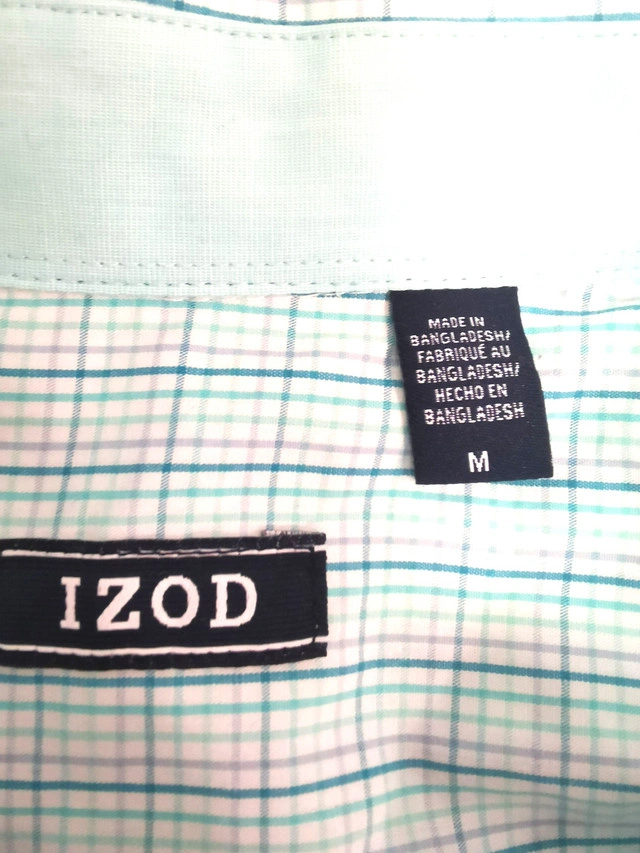 MADE IN
BANGLADESH/
FABRIQUÉ AU
BANGLADESH/
HECHO EN
BANGLADESH
M
IZOD